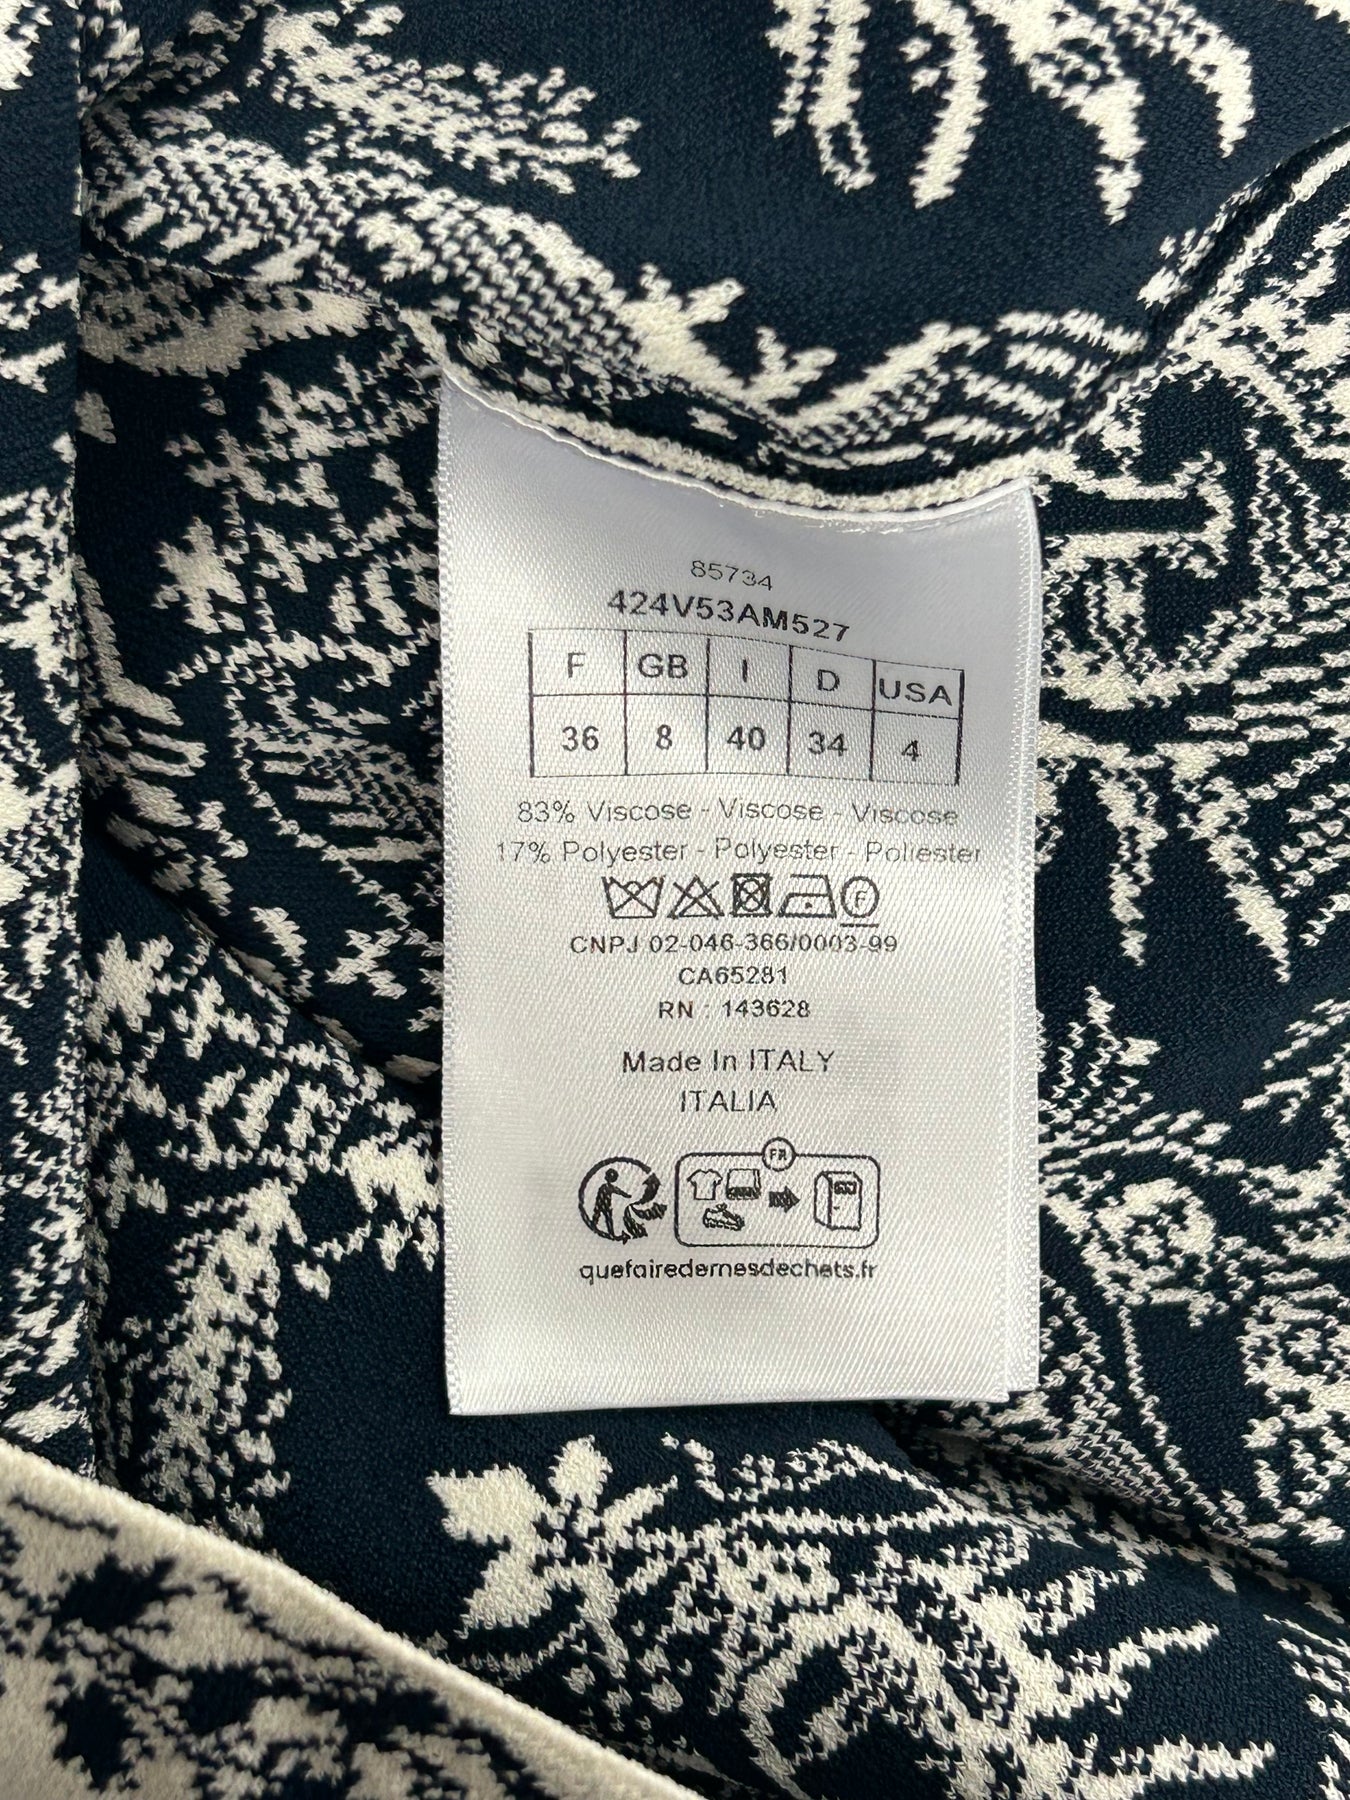 85734
424V53AM527
F GB I D USA
36 8 40 34 4
83% Viscose - Viscose - Viscose
17% Polyester - Polyester - Poliester
F
CNPJ 02-046-366/0003-99
CA65281
RN : 143628
Made In ITALY
ITALIA
FR
quefairedemesdechets.fr